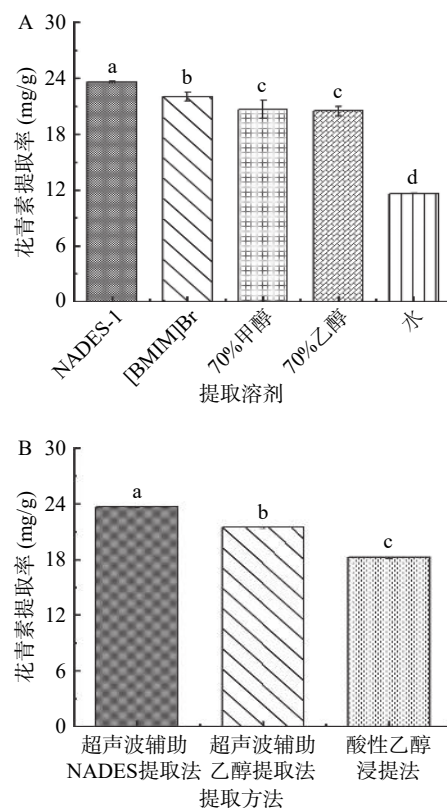 A
30
24
18
12
6
0
花青素提取率 (mg/g)
a
b
c
c
d
NADES-1
[BMIM]Br
70%甲醇
70%乙醇
水
提取溶剂
B
30
24
18
12
6
0
花青素提取率 (mg/g)
a
b
c
超声波辅助
NADES提取法
超声波辅助
乙醇提取法
酸性乙醇
浸提法
提取方法